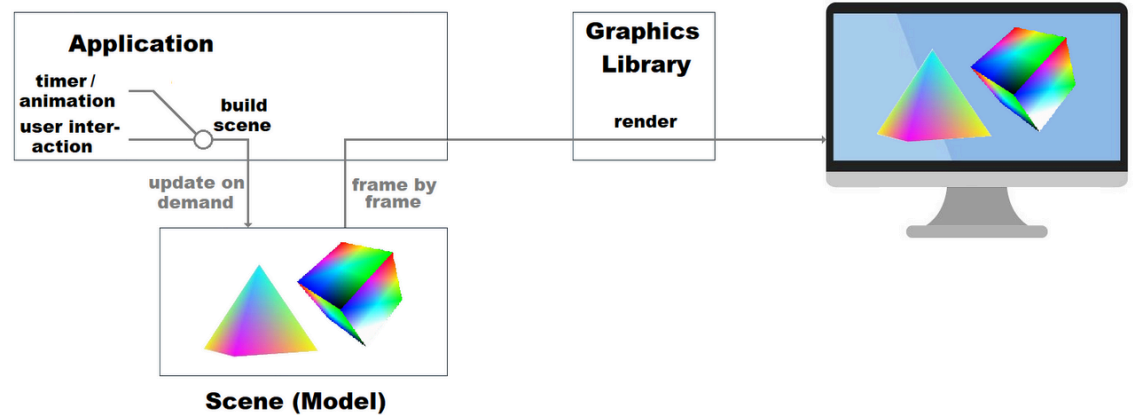 Application
timer /
animation
user inter-
action
build
scene
update on
demand
frame by
frame
Graphics
Library
render
Scene (Model)